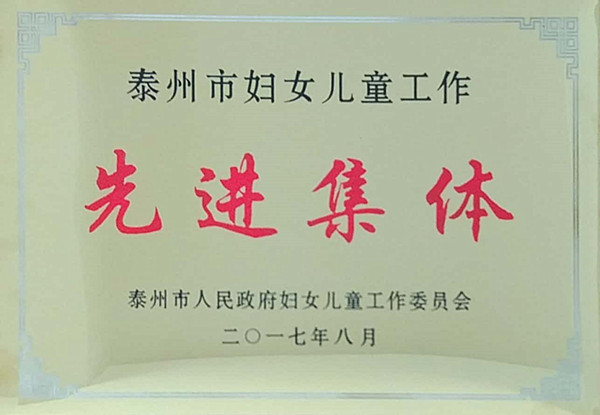 泰州市妇女儿童工作
先进集体
泰州市人民政府妇女儿童工作委员会
二〇一七年八月